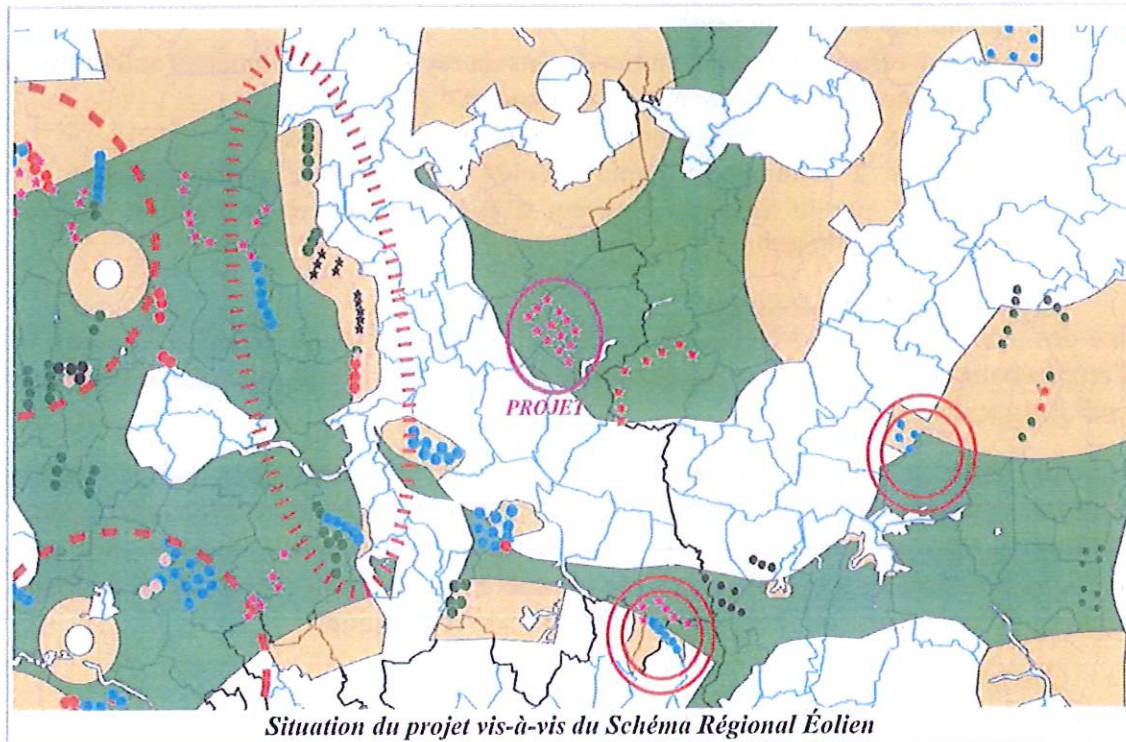 PROJET
Situation du projet vis-à-vis du Schéma Régional Éolien